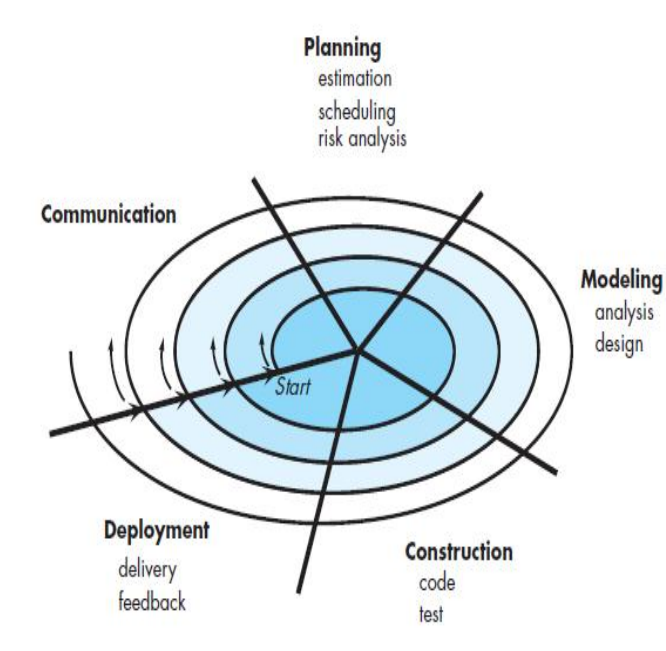 Planning
estimation
scheduling
risk analysis
Communication
Modeling
analysis
design
Start
Deployment
delivery
feedback
Construction
code
test